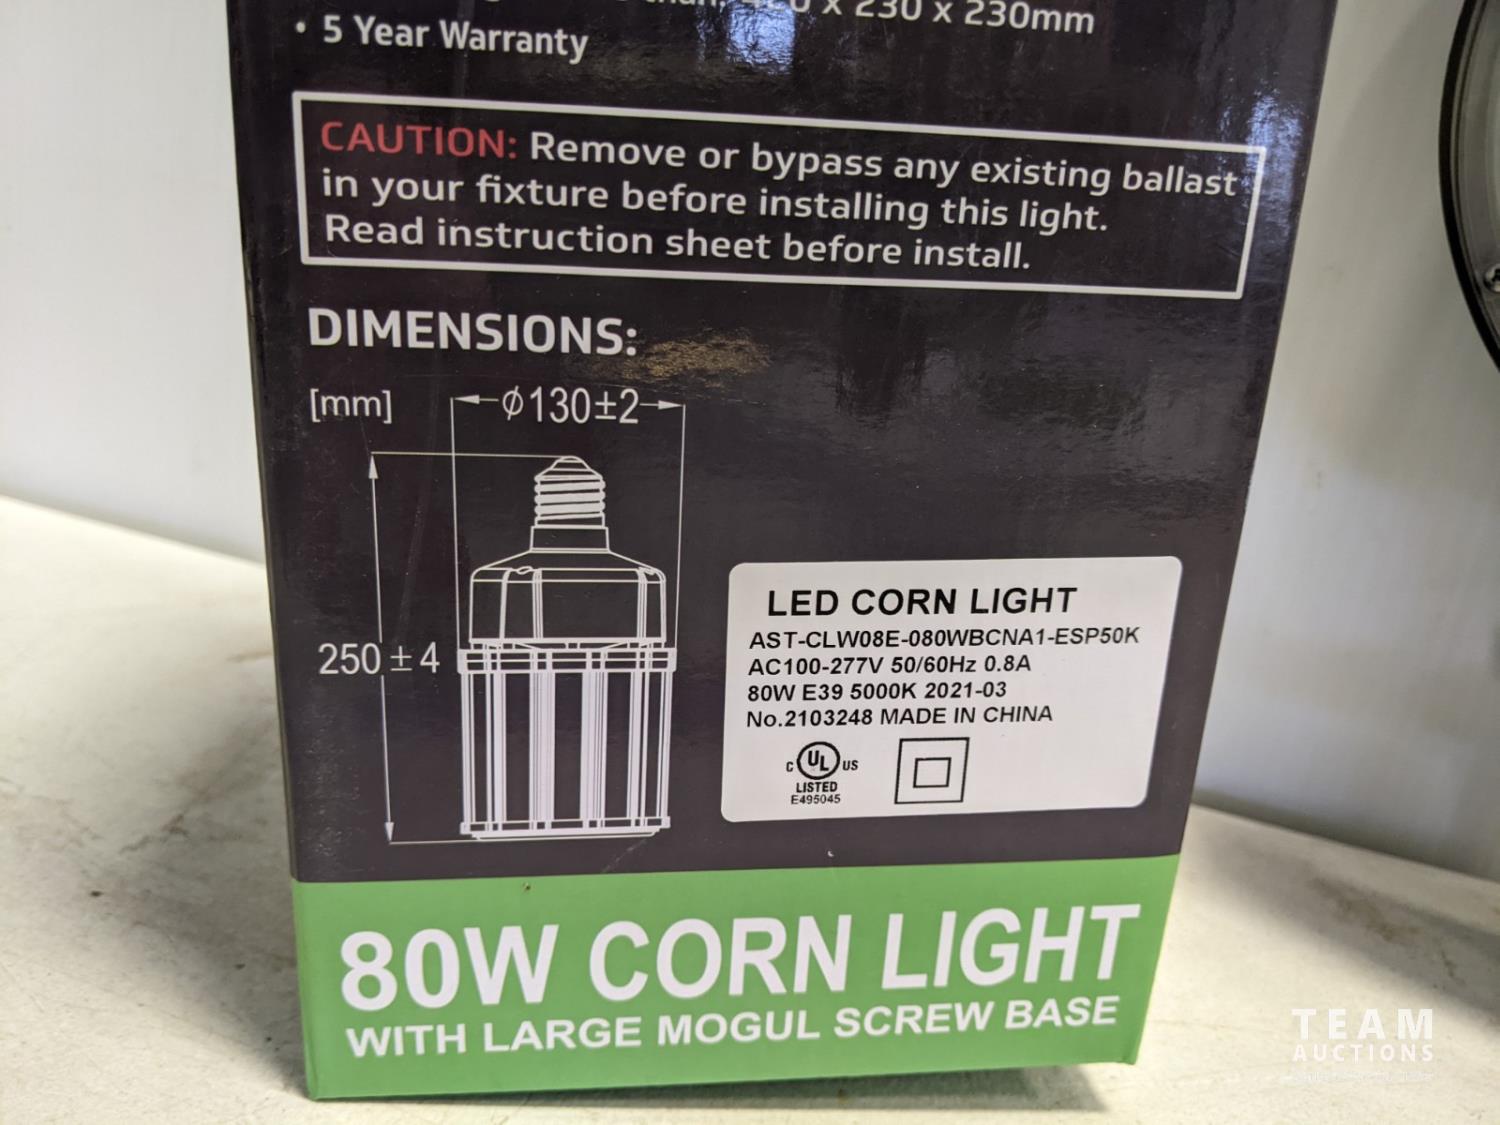 x 230 x 230mm
• 5 Year Warranty
CAUTION: Remove or bypass any existing ballast
in your fixture before installing this light.
Read instruction sheet before install.
DIMENSIONS:
[mm]
ϕ130±2
250±4
LED CORN LIGHT
AST-CLW08E-080WBCNA1-ESP50K
AC100-277V 50/60Hz 0.8A
80W E39 5000K 2021-03
No.2103248 MADE IN CHINA
C UL US
LISTED
E495045
80W CORN LIGHT
WITH LARGE MOGUL SCREW BASE
TEAM
AUCTIONS